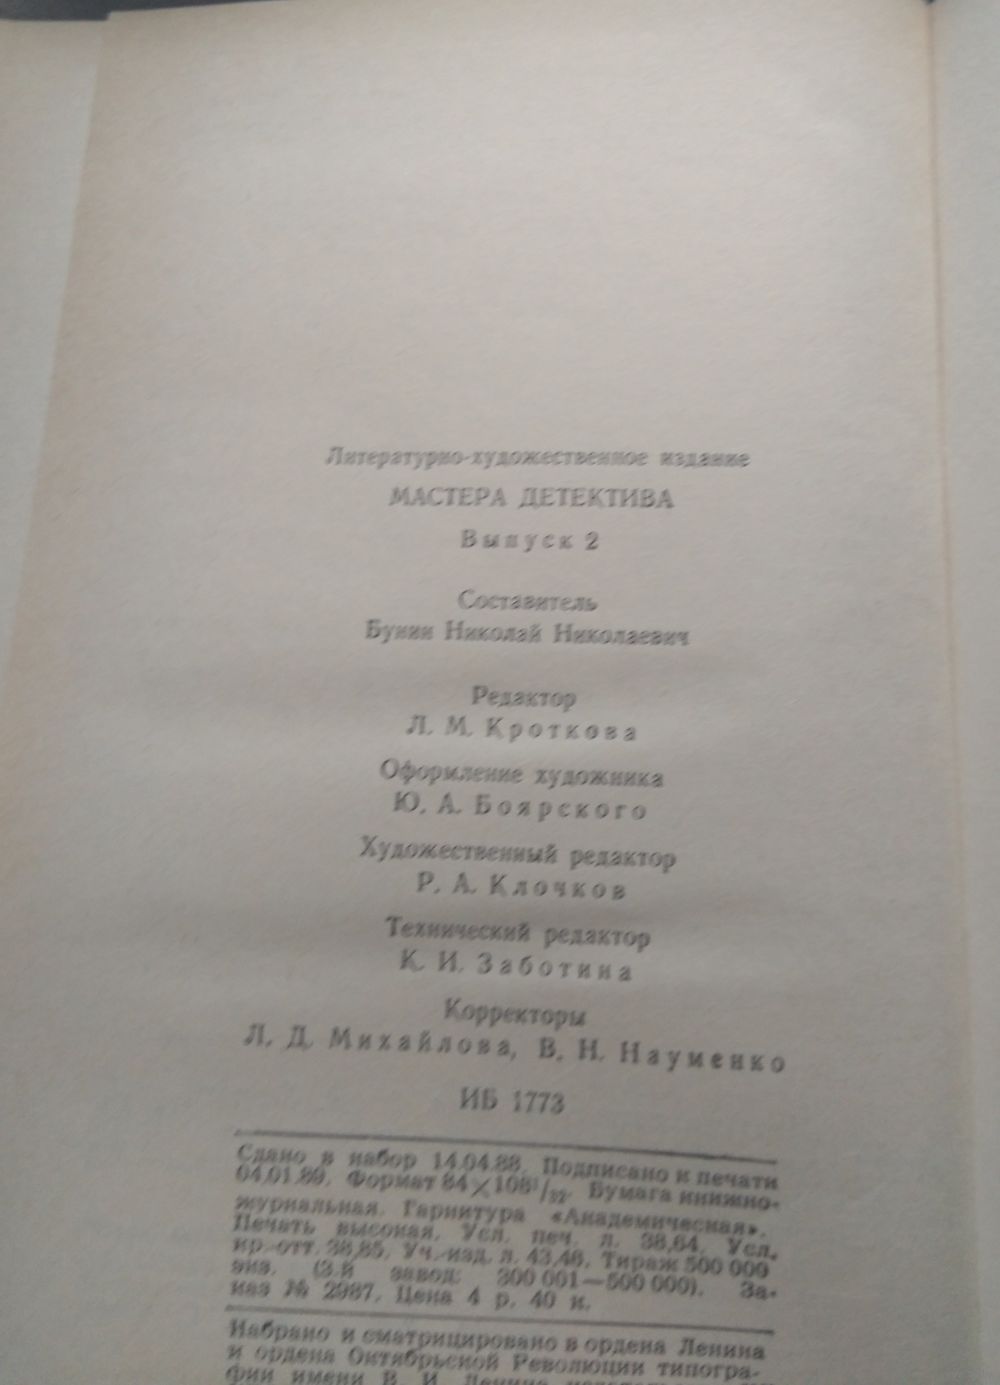 Литературно-художественное издание
МАСТЕРА ДЕТЕКТИВА
Выпуск 2
Составитель
Бунин Николай Николаевич
Редактор
Л. М. Кроткова
Оформление художника
Ю. А. Боярского
Художественный редактор
Р. А. Клочков
Технический редактор
К. И. Заботина
Корректоры
Л. Д. Михайлова, В. Н. Науменко
ИБ 1773
Сдано в набор 14.04.88. Подписано к печати
04.01.89. Формат 84×108¹/₃₂. Бумага книжно-
журнальная. Гарнитура «Академическая».
Печать высокая. Усл. печ. л. 38,64. Усл.
кр.-отт. 38,85. Уч.-изд. л. 43,46. Тираж 500 000
экз. (3-й завод: 300 001—500 000). За-
каз № 2987. Цена 4 р. 40 к.
Набрано и сматрицировано в ордена Ленина
и ордена Октябрьской Революции типогра-
фии имени В. И. Ленина